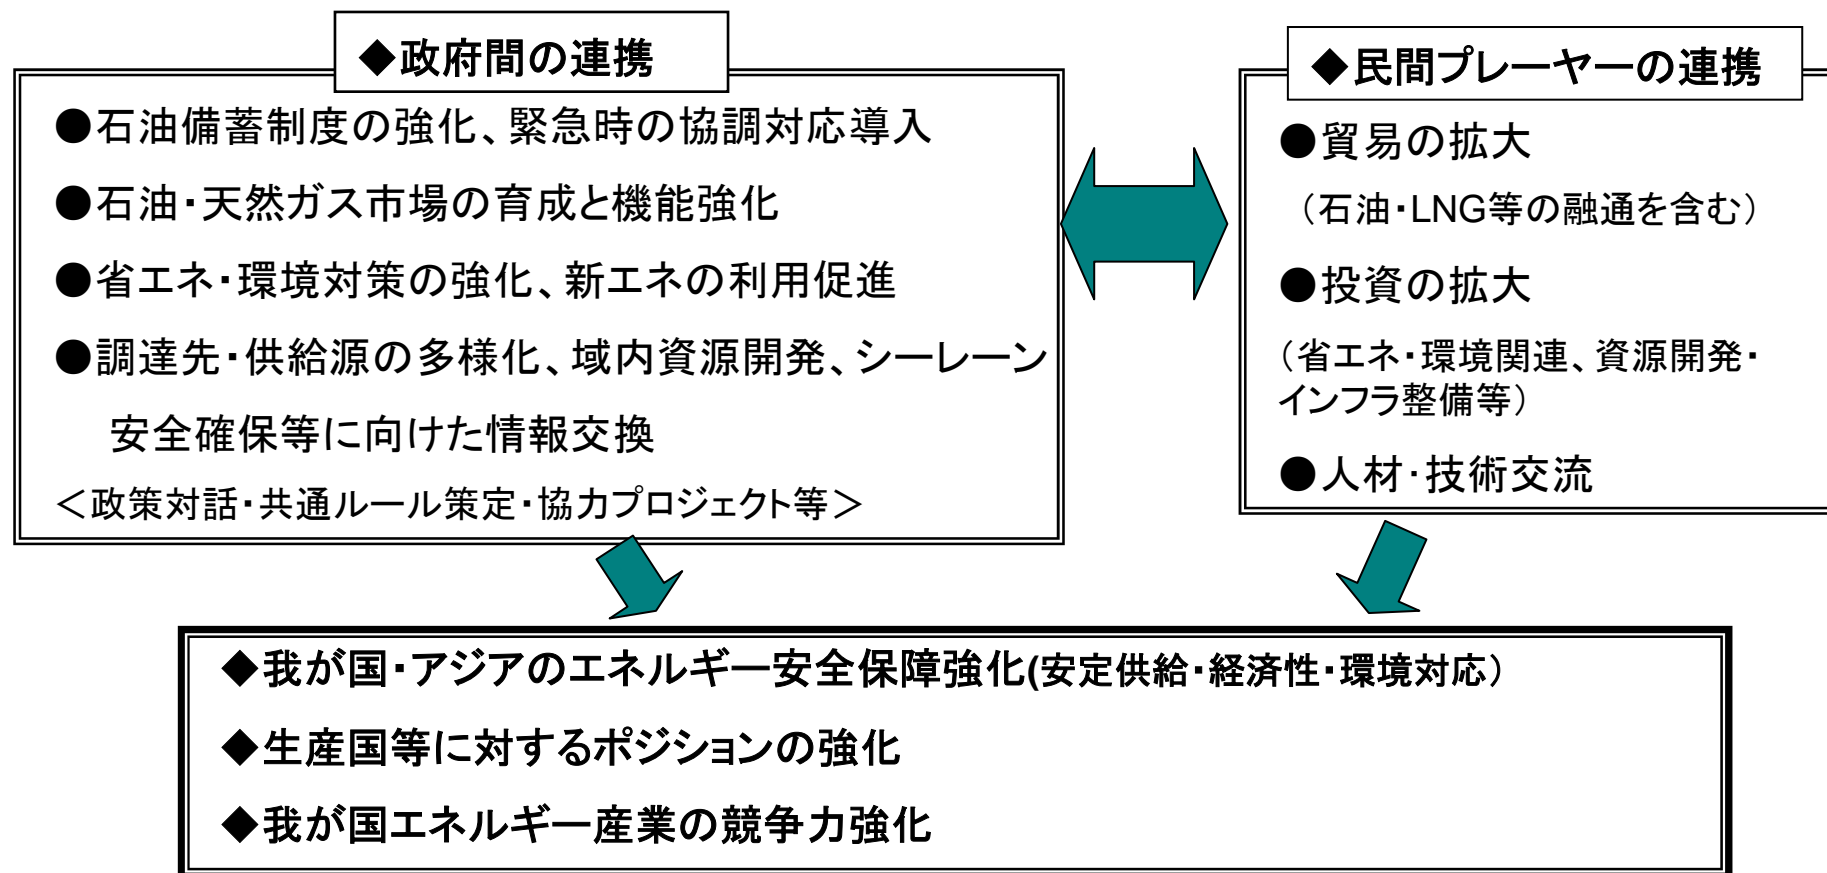 ◆政府間の連携
●石油備蓄制度の強化、緊急時の協調対応導入
●石油・天然ガス市場の育成と機能強化
●省エネ・環境対策の強化、新エネの利用促進
●調達先・供給源の多様化、域内資源開発、シーレーン
安全確保等に向けた情報交換
＜政策対話・共通ルール策定・協力プロジェクト等＞
◆民間プレーヤーの連携
●貿易の拡大
（石油・LNG等の融通を含む）
●投資の拡大
（省エネ・環境関連、資源開発・
インフラ整備等）
●人材・技術交流
◆我が国・アジアのエネルギー安全保障強化(安定供給・経済性・環境対応）
◆生産国等に対するポジションの強化
◆我が国エネルギー産業の競争力強化